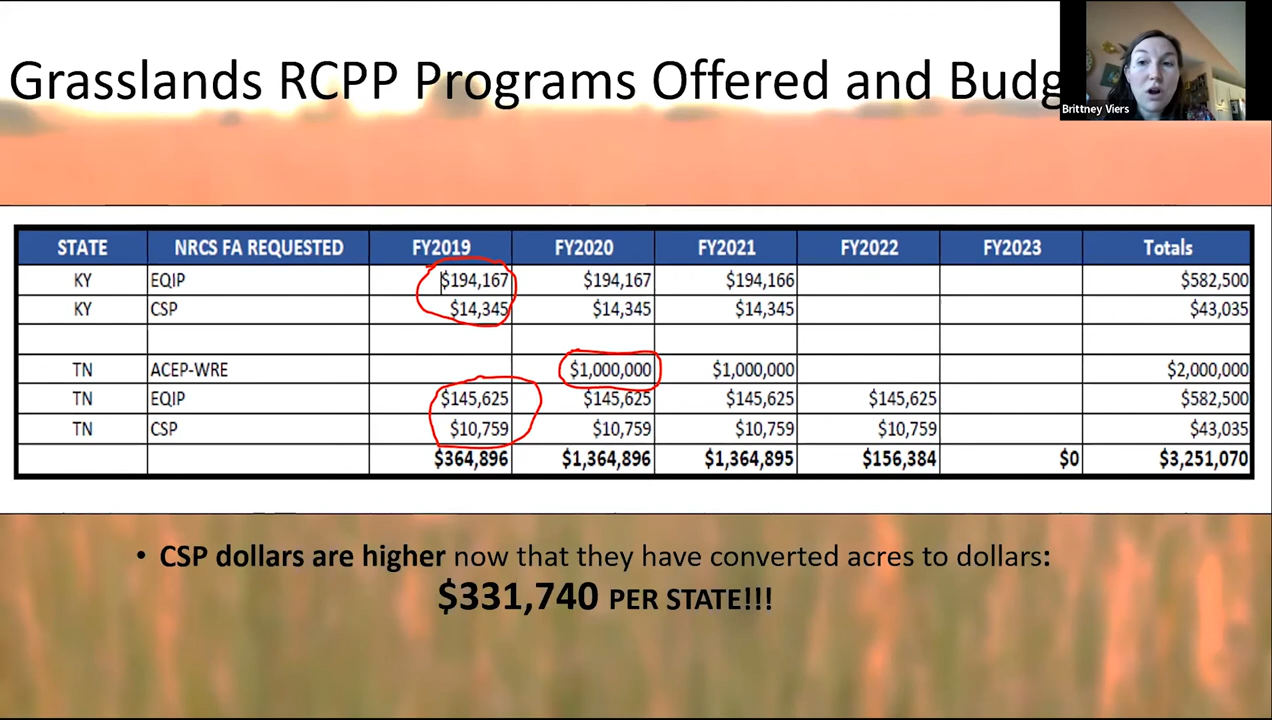 Grasslands RCPP Programs Offered and Budg
Brittney Viers
STATE NRCS FA REQUESTED FY2019 FY2020 FY2021 FY2022 FY2023 Totals
KY EQIP $194,167 $194,167 $194,166 $582,500
KY CSP $14,345 $14,345 $14,345 $43,035
TN ACEP-WRE $1,000,000 $1,000,000 $2,000,000
TN EQIP $145,625 $145,625 $145,625 $145,625 $582,500
TN CSP $10,759 $10,759 $10,759 $10,759 $43,035
$364,896 $1,364,896 $1,364,895 $156,384 $0 $3,251,070
• CSP dollars are higher now that they have converted acres to dollars:
$331,740 PER STATE!!!